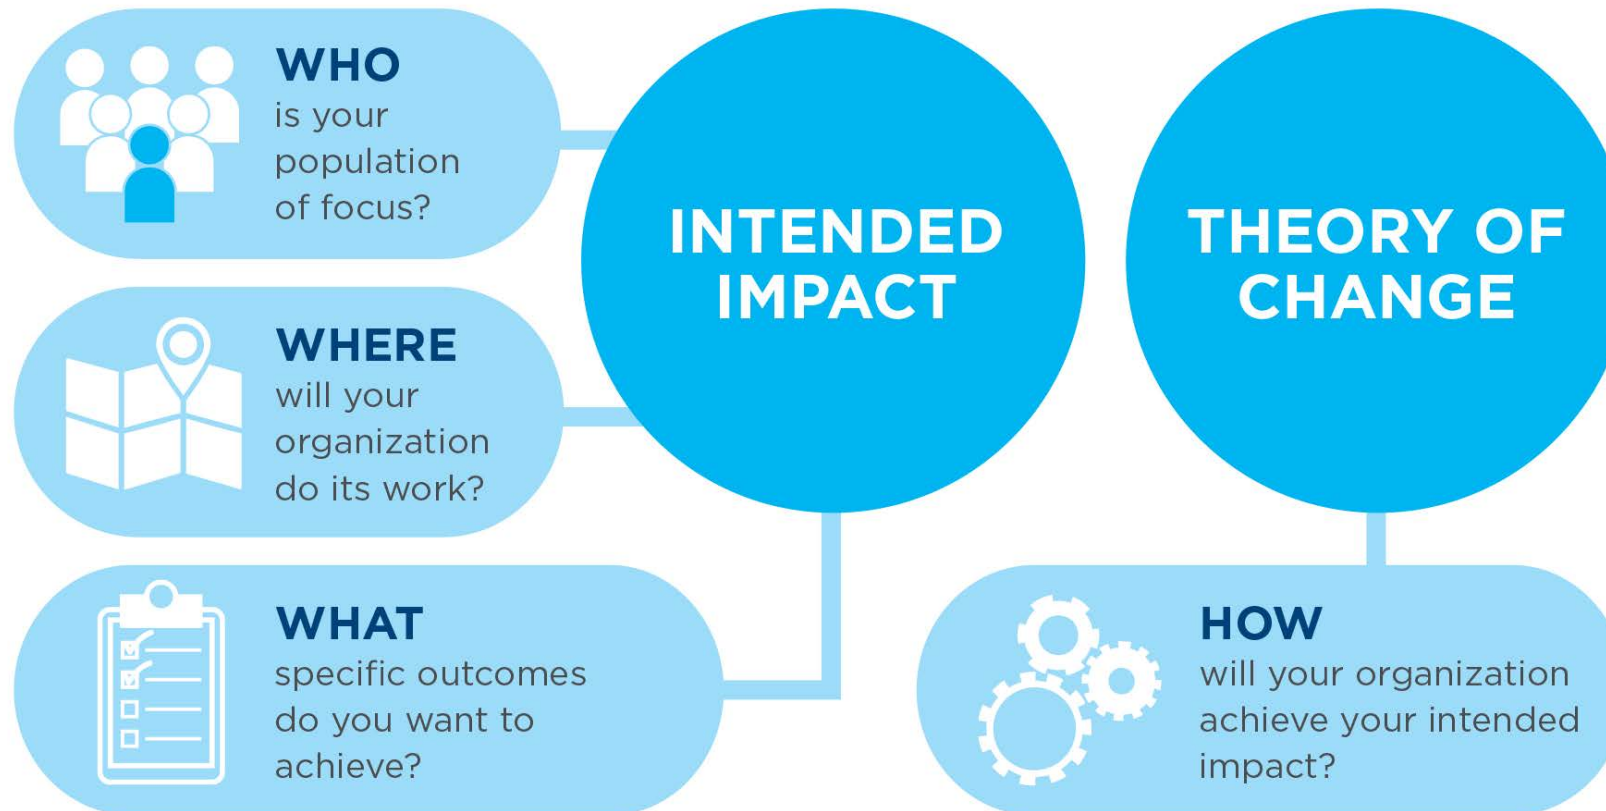 WHO
is your
population
of focus?
WHERE
will your
organization
do its work?
WHAT
specific outcomes
do you want to
achieve?
INTENDED
IMPACT
THEORY OF
CHANGE
HOW
will your organization
achieve your intended
impact?